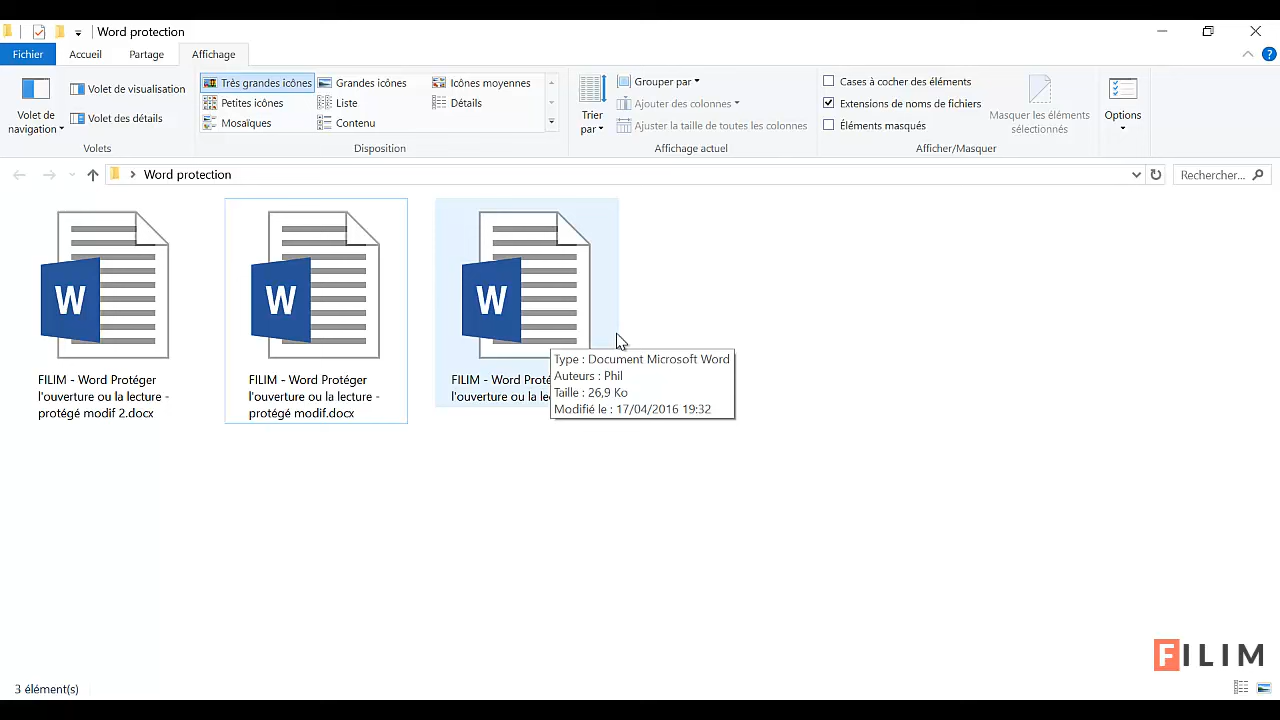 Word protection
Fichier Accueil Partage Affichage
Volet de navigation
Volet de visualisation
Volet des détails
Volets
Très grandes icônes Grandes icônes Icônes moyennes
Petites icônes Liste Détails
Mosaïques Contenu
Disposition
Trier par
Grouper par
Ajouter des colonnes
Ajuster la taille de toutes les colonnes
Affichage actuel
Cases à cocher des éléments
Extensions de noms de fichiers
Éléments masqués
Masquer les éléments sélectionnés
Afficher/Masquer
Options
Word protection
Rechercher...
W
FILIM - Word Protéger
l'ouverture ou la lecture -
protégé modif 2.docx
W
FILIM - Word Protéger
l'ouverture ou la lecture -
protégé modif.docx
W
FILIM - Word
l'ouverture ou la
Type : Document Microsoft Word
Auteurs : Phil
Taille : 26,9 Ko
Modifié le : 17/04/2016 19:32
FILIM
3 élément(s)